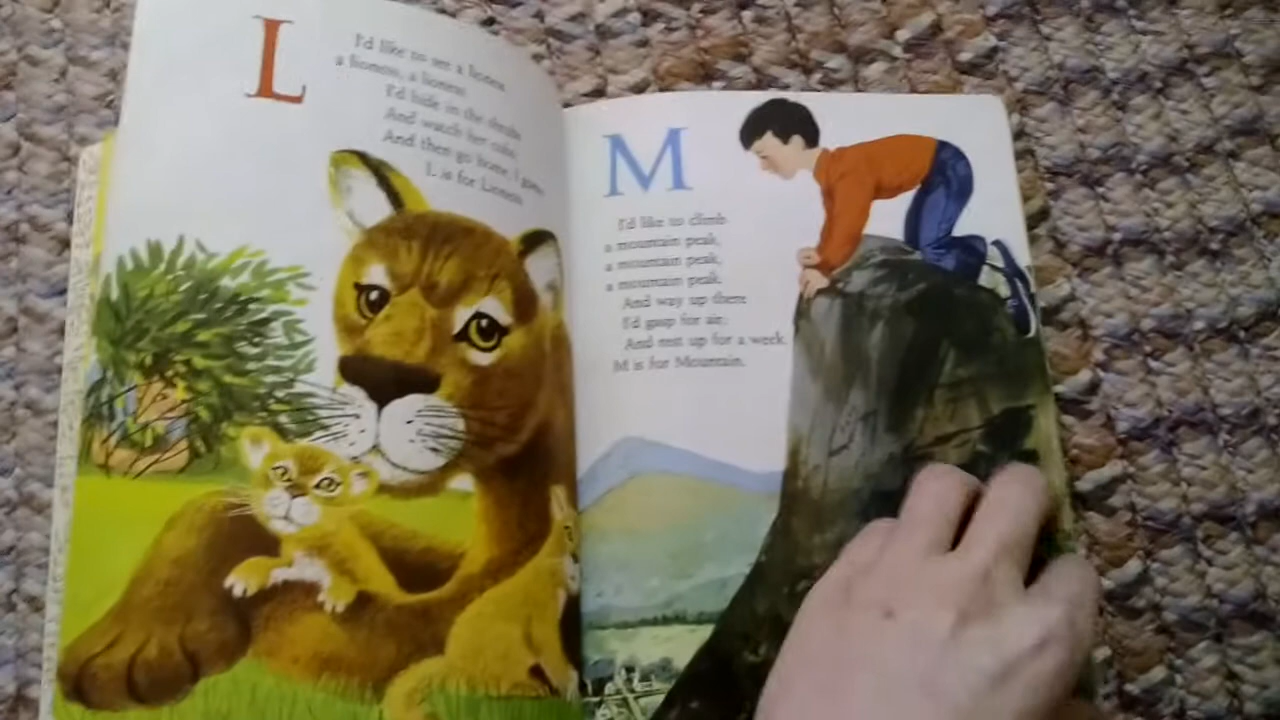 L
I'd like to see a lioness
a lioness, a lioness
I'd hide in the shrubs
And watch her cubs
And then go home, I guess
L is for Lioness
M
I'd like to climb
a mountain peak,
a mountain peak,
a mountain peak,
And way up there
I'd gasp for air,
And rest up for a week.
M is for Mountain.